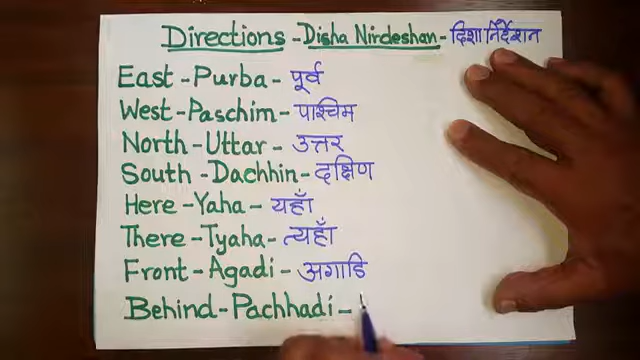 Directions - Disha Nirdeshan - दिशा निर्देशन
East - Purba - पूर्व
West - Paschim - पाश्चिम
North - Uttar - उत्तर
South - Dachhin - दक्षिण
Here - Yaha - यहाँ
There - Tyaha - त्यहाँ
Front - Agadi - अगाडि
Behind - Pachhadi -